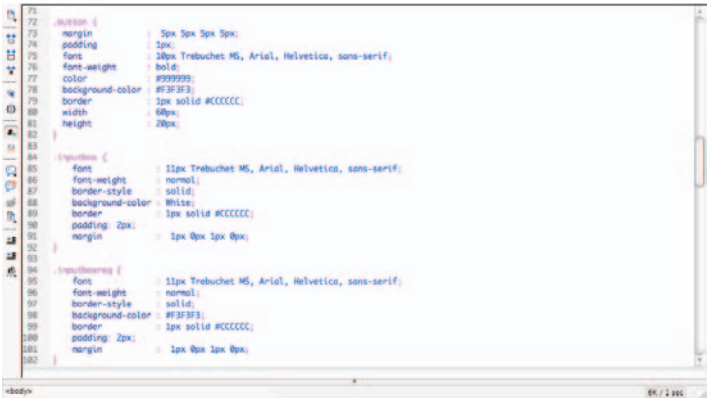 71
72 .button {
73 margin : 5px 5px 5px 5px;
74 padding : 1px;
75 font : 10px Trebuchet MS, Arial, Helvetica, sans-serif;
76 font-weight : bold;
77 color : #999999;
78 background-color : #F3F3F3;
79 border : 1px solid #CCCCCC;
80 width : 60px;
81 height : 20px;
82 }
83
84 .inputbox {
85 font : 11px Trebuchet MS, Arial, Helvetica, sans-serif;
86 font-weight : normal;
87 border-style : solid;
88 background-color : White;
89 border : 1px solid #CCCCCC;
90 padding: 2px;
91 margin : 1px 0px 1px 0px;
92 }
93
94 .inputboxreq {
95 font : 11px Trebuchet MS, Arial, Helvetica, sans-serif;
96 font-weight : normal;
97 border-style : solid;
98 background-color : #F3F3F3;
99 border : 1px solid #CCCCCC;
100 padding: 2px;
101 margin : 1px 0px 1px 0px;
102 }
<body> 6K / 1 sec